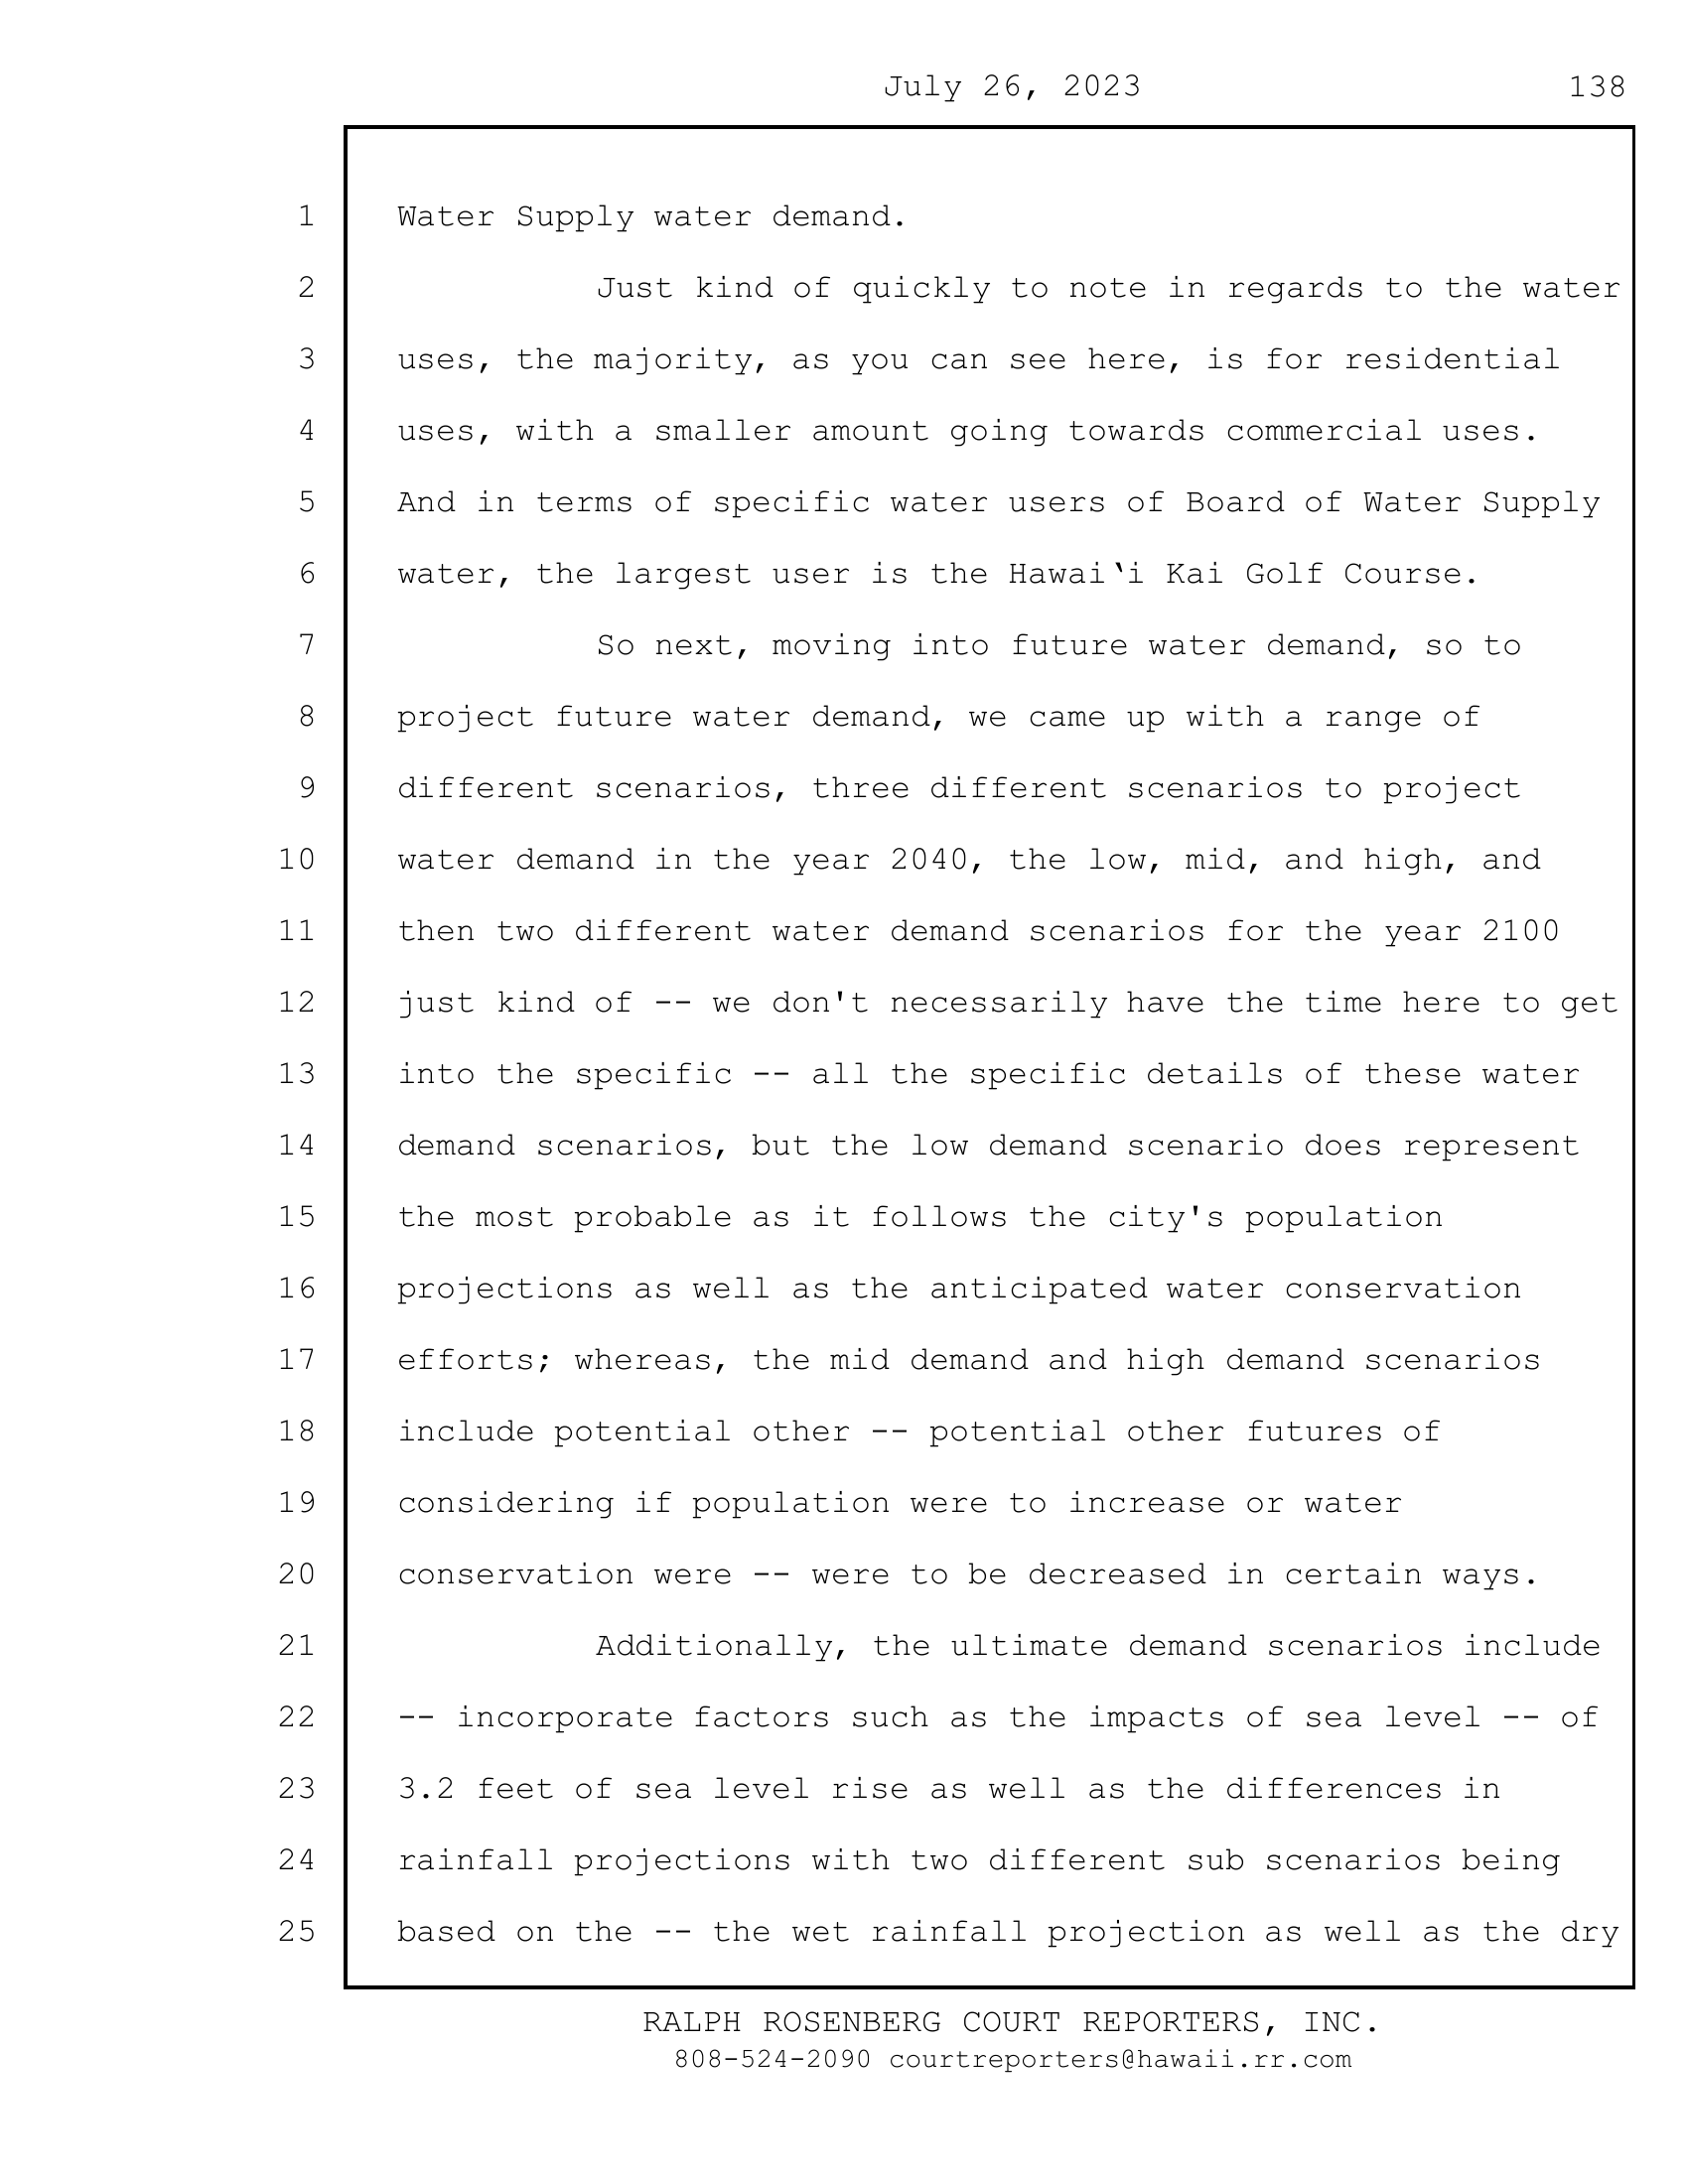 July 26, 2023 138
1 Water Supply water demand.
2 Just kind of quickly to note in regards to the water
3 uses, the majority, as you can see here, is for residential
4 uses, with a smaller amount going towards commercial uses.
5 And in terms of specific water users of Board of Water Supply
6 water, the largest user is the Hawai‛i Kai Golf Course.
7 So next, moving into future water demand, so to
8 project future water demand, we came up with a range of
9 different scenarios, three different scenarios to project
10 water demand in the year 2040, the low, mid, and high, and
11 then two different water demand scenarios for the year 2100
12 just kind of -- we don't necessarily have the time here to get
13 into the specific -- all the specific details of these water
14 demand scenarios, but the low demand scenario does represent
15 the most probable as it follows the city's population
16 projections as well as the anticipated water conservation
17 efforts; whereas, the mid demand and high demand scenarios
18 include potential other -- potential other futures of
19 considering if population were to increase or water
20 conservation were -- were to be decreased in certain ways.
21 Additionally, the ultimate demand scenarios include
22 -- incorporate factors such as the impacts of sea level -- of
23 3.2 feet of sea level rise as well as the differences in
24 rainfall projections with two different sub scenarios being
25 based on the -- the wet rainfall projection as well as the dry
RALPH ROSENBERG COURT REPORTERS, INC.
808-524-2090 courtreporters@hawaii.rr.com